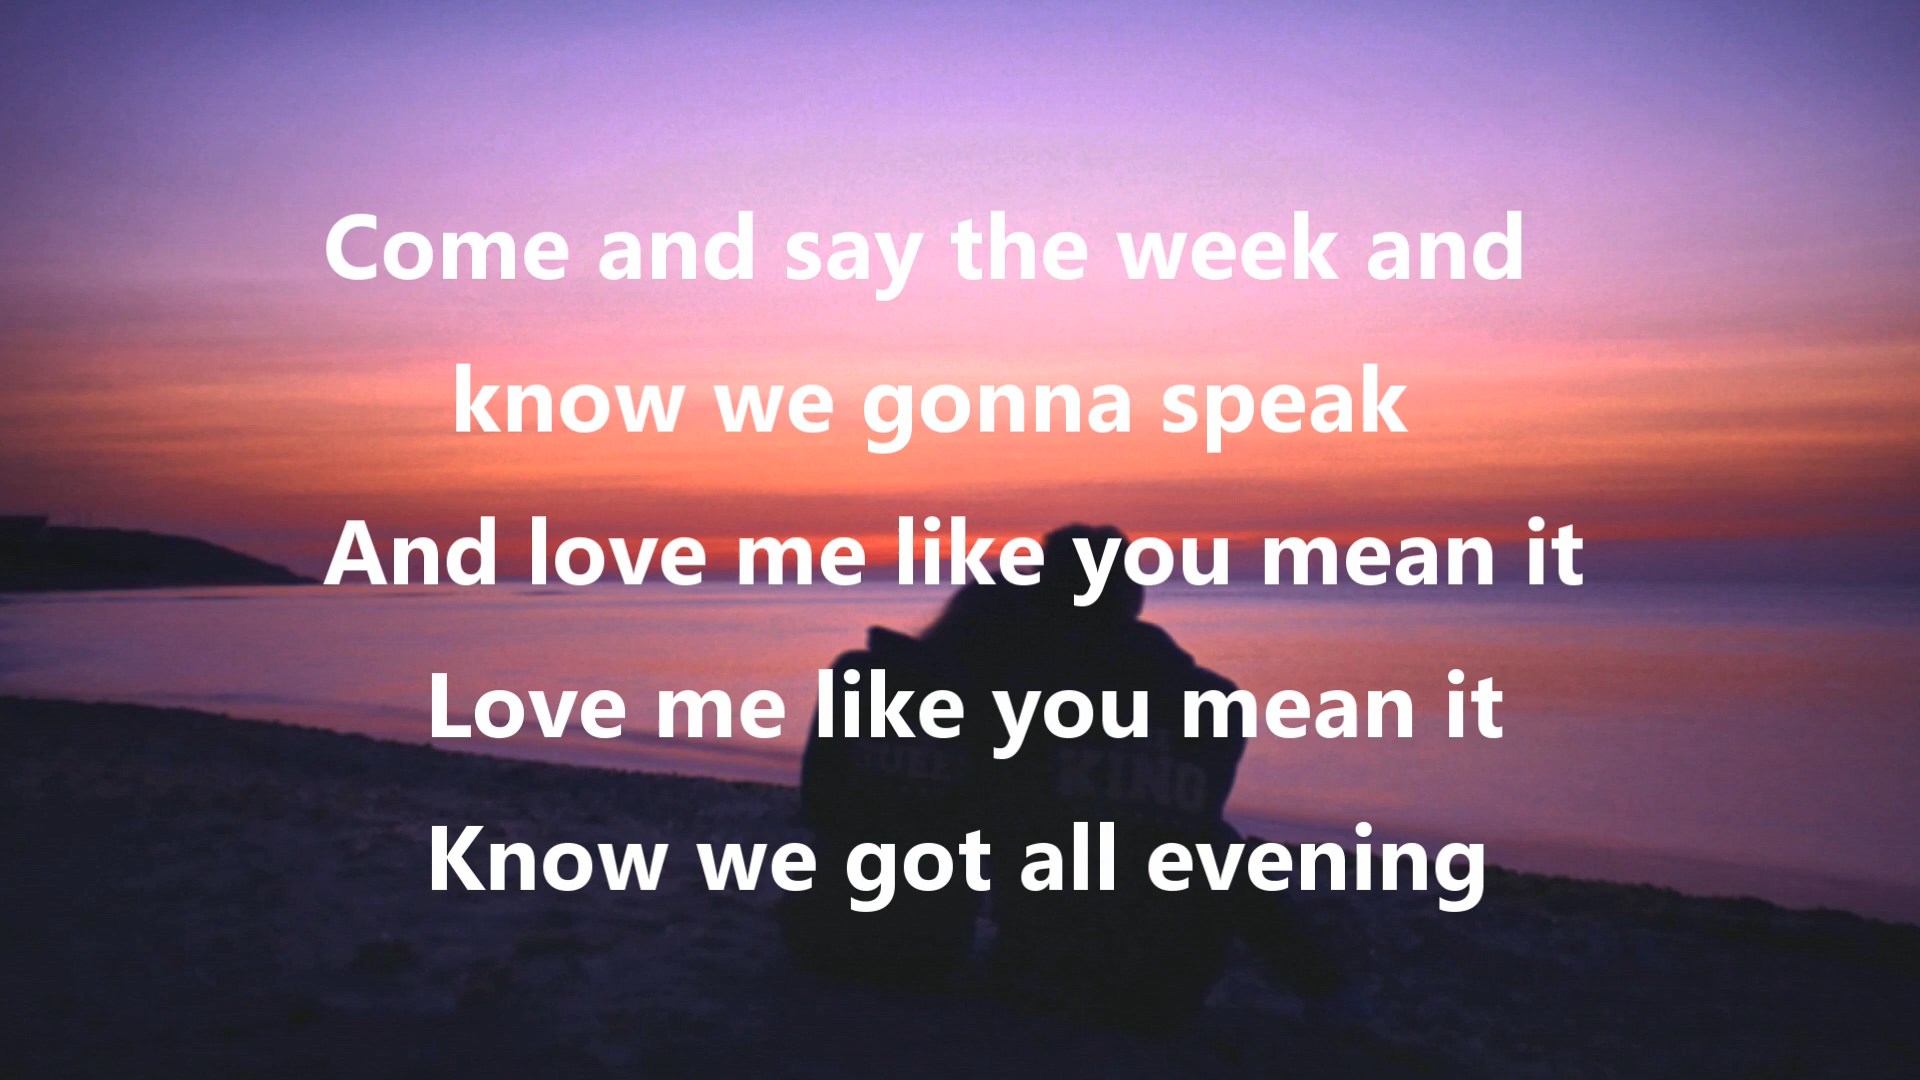 Come and say the week and
know we gonna speak
And love me like you mean it
Love me like you mean it
Know we got all evening
KING